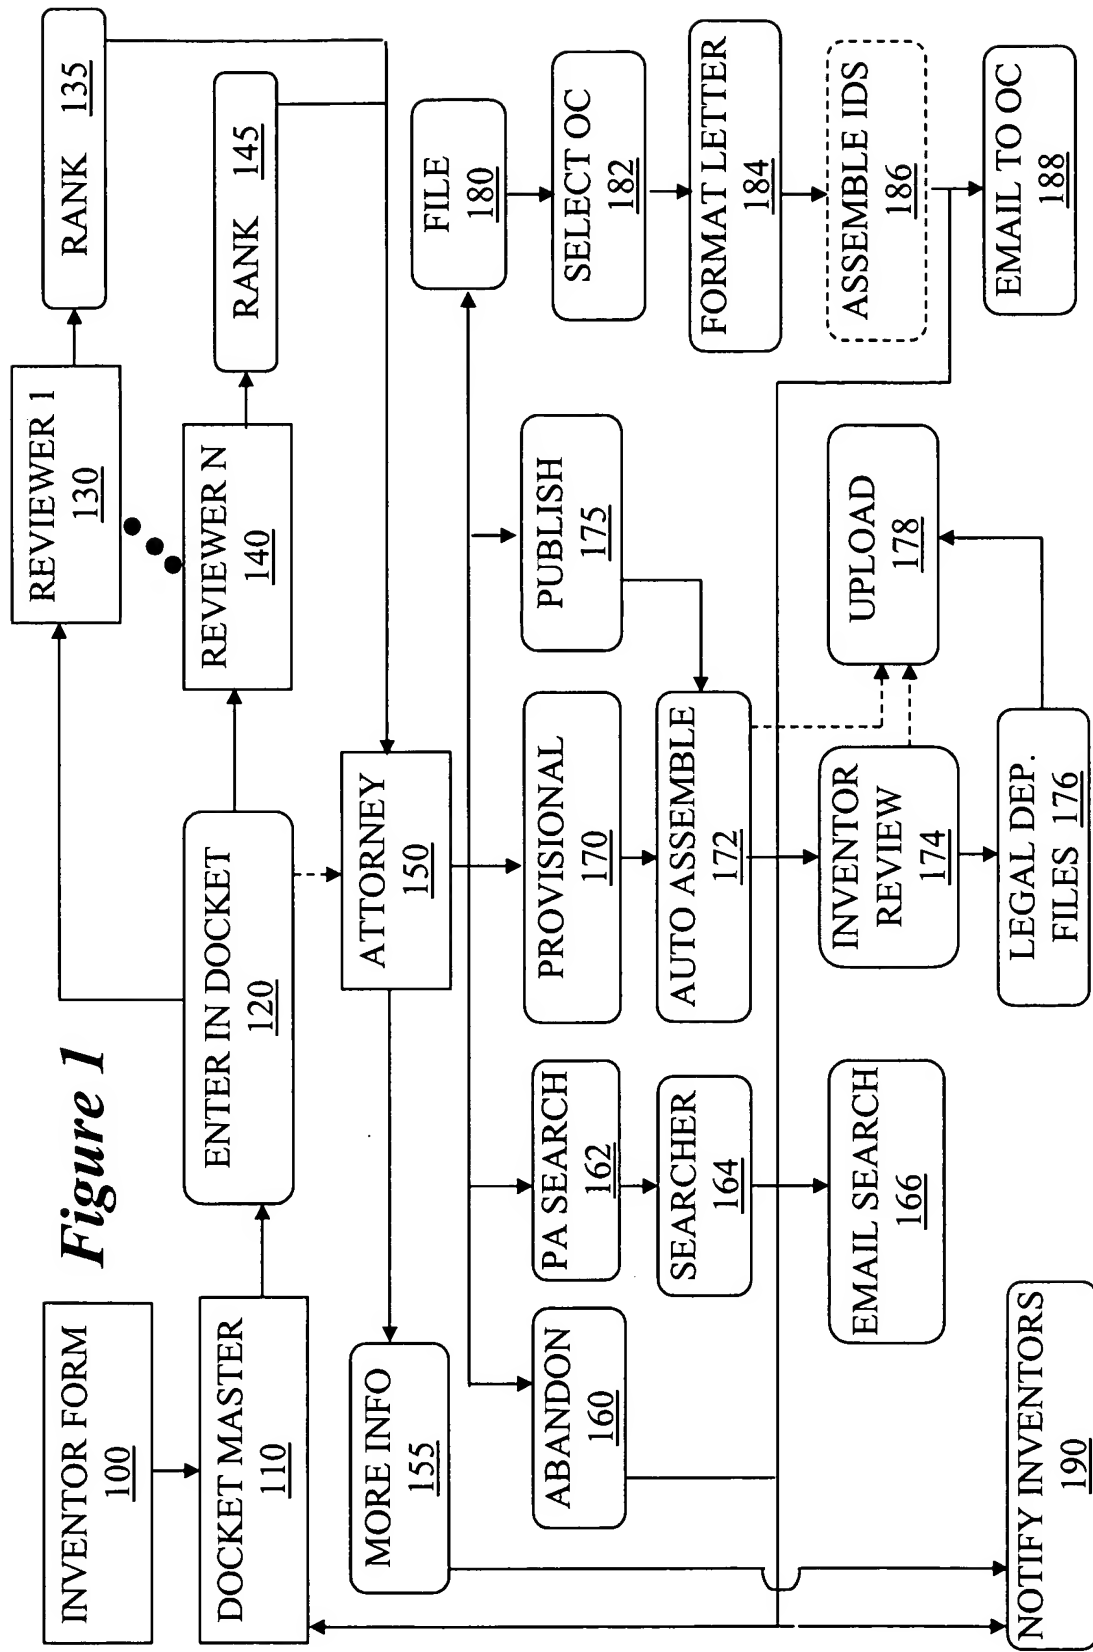 Figure 1
INVENTOR FORM
100
DOCKET MASTER
110
ENTER IN DOCKET
120
REVIEWER 1
130
RANK 135
REVIEWER N
140
RANK 145
ATTORNEY
150
MORE INFO
155
ABANDON
160
PA SEARCH
162
SEARCHER
164
EMAIL SEARCH
166
PROVISIONAL
170
AUTO ASSEMBLE
172
INVENTOR
REVIEW
174
PUBLISH
175
LEGAL DEP.
FILES 176
UPLOAD
178
FILE
180
SELECT OC
182
FORMAT LETTER
184
ASSEMBLE IDS
186
EMAIL TO OC
188
NOTIFY INVENTORS
190